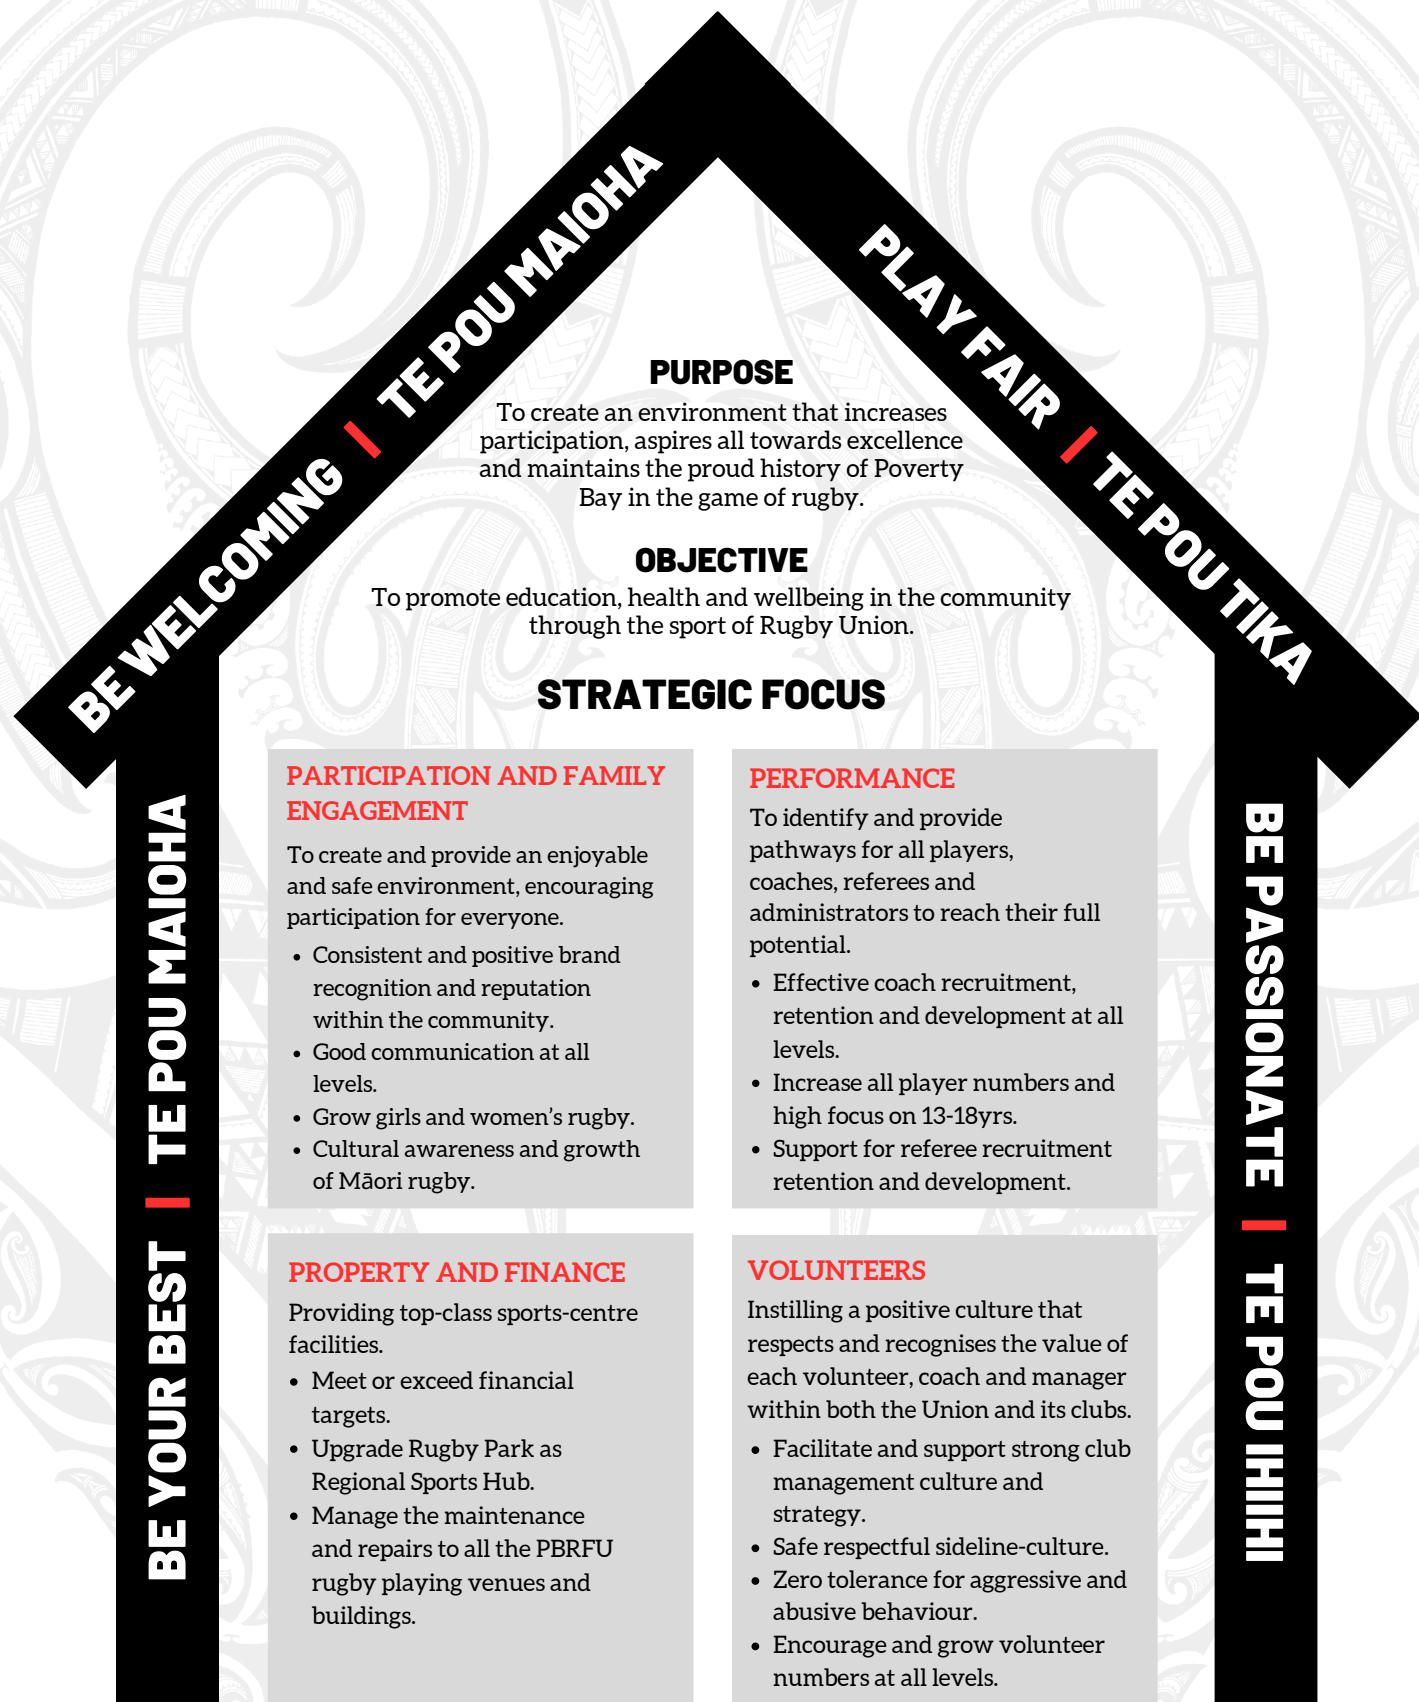 BE WELCOMING | TE POU MAIOHA
PLAY FAIR | TE POU TIKA
PURPOSE
To create an environment that increases
participation, aspires all towards excellence
and maintains the proud history of Poverty
Bay in the game of rugby.
OBJECTIVE
To promote education, health and wellbeing in the community
through the sport of Rugby Union.
STRATEGIC FOCUS
BE YOUR BEST | TE POU MAIOHA
PARTICIPATION AND FAMILY
ENGAGEMENT
To create and provide an enjoyable
and safe environment, encouraging
participation for everyone.
• Consistent and positive brand
recognition and reputation
within the community.
• Good communication at all
levels.
• Grow girls and women’s rugby.
• Cultural awareness and growth
of Māori rugby.
PERFORMANCE
To identify and provide
pathways for all players,
coaches, referees and
administrators to reach their full
potential.
• Effective coach recruitment,
retention and development at all
levels.
• Increase all player numbers and
high focus on 13-18yrs.
• Support for referee recruitment
retention and development.
PROPERTY AND FINANCE
Providing top-class sports-centre
facilities.
• Meet or exceed financial
targets.
• Upgrade Rugby Park as
Regional Sports Hub.
• Manage the maintenance
and repairs to all the PBRFU
rugby playing venues and
buildings.
VOLUNTEERS
Instilling a positive culture that
respects and recognises the value of
each volunteer, coach and manager
within both the Union and its clubs.
• Facilitate and support strong club
management culture and
strategy.
• Safe respectful sideline-culture.
• Zero tolerance for aggressive and
abusive behaviour.
• Encourage and grow volunteer
numbers at all levels.
BE PASSIONATE | TE POU IHIIHI